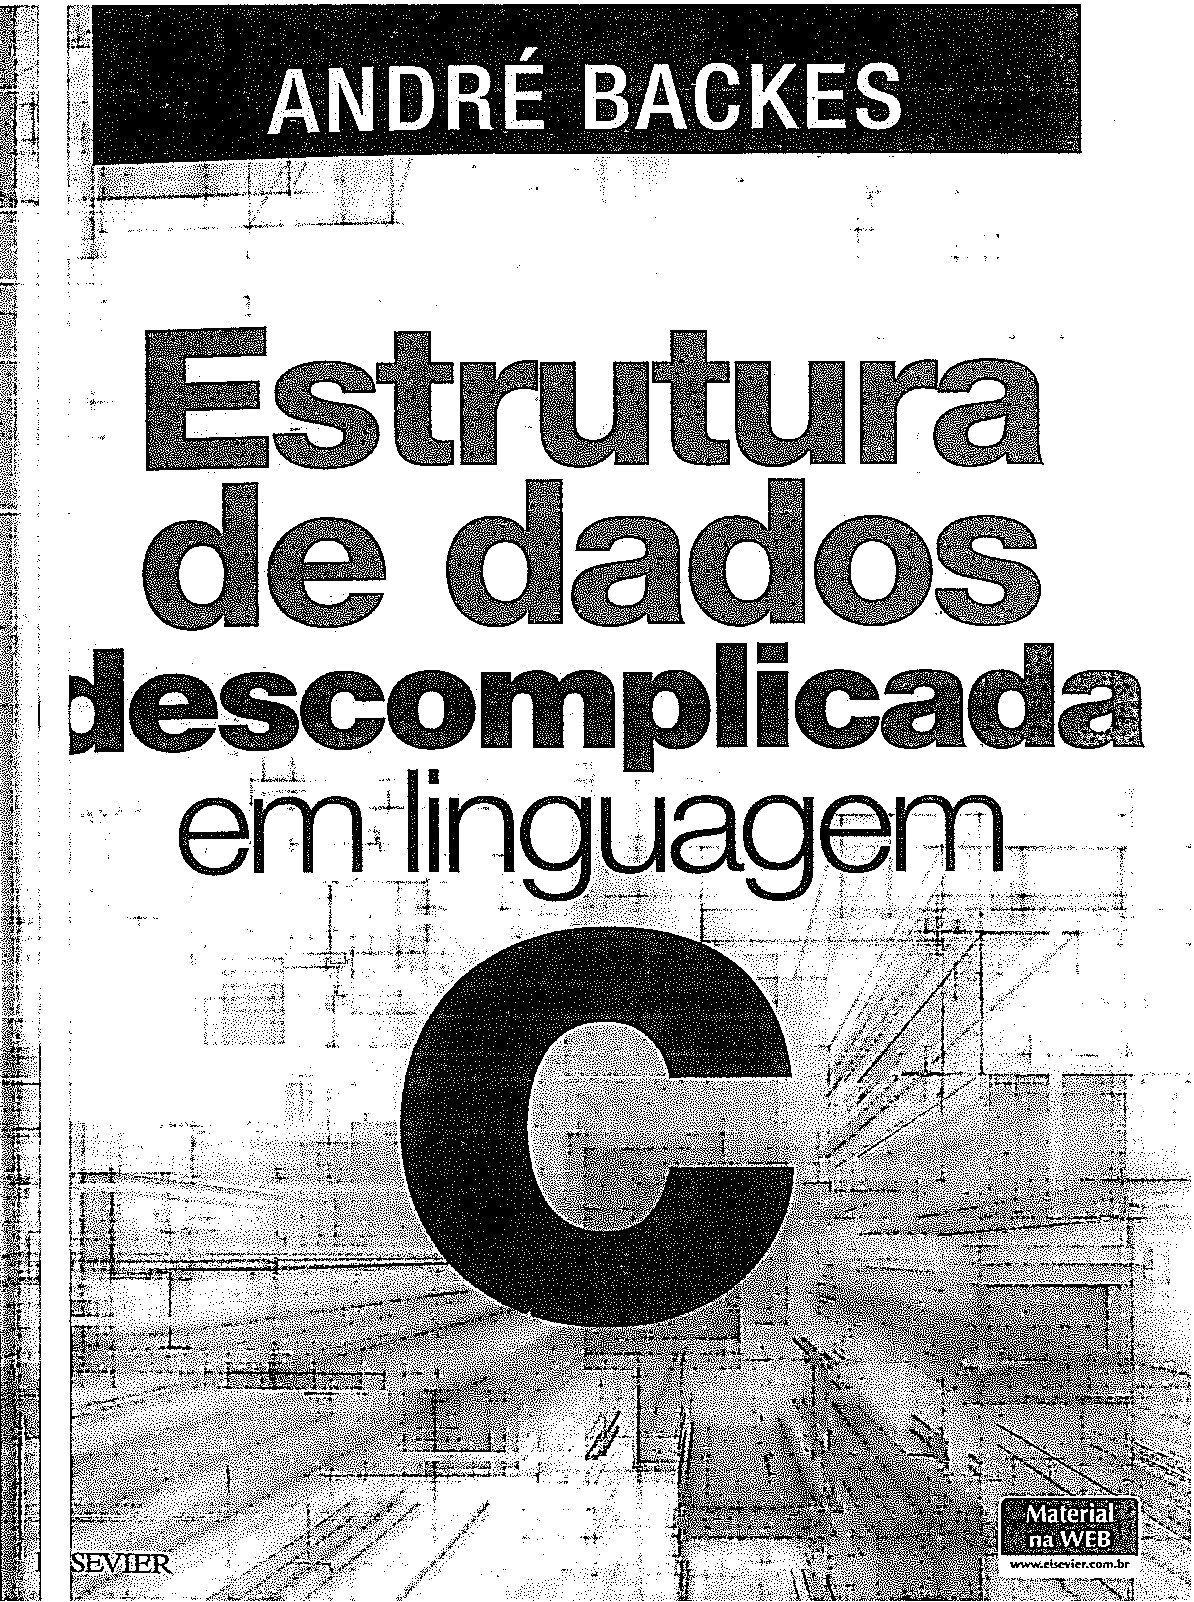 ANDRÉ BACKES
Estrutura
de dados
descomplicada
em linguagem
C
Material
na WEB
www.elsevier.com.br
SEVIER